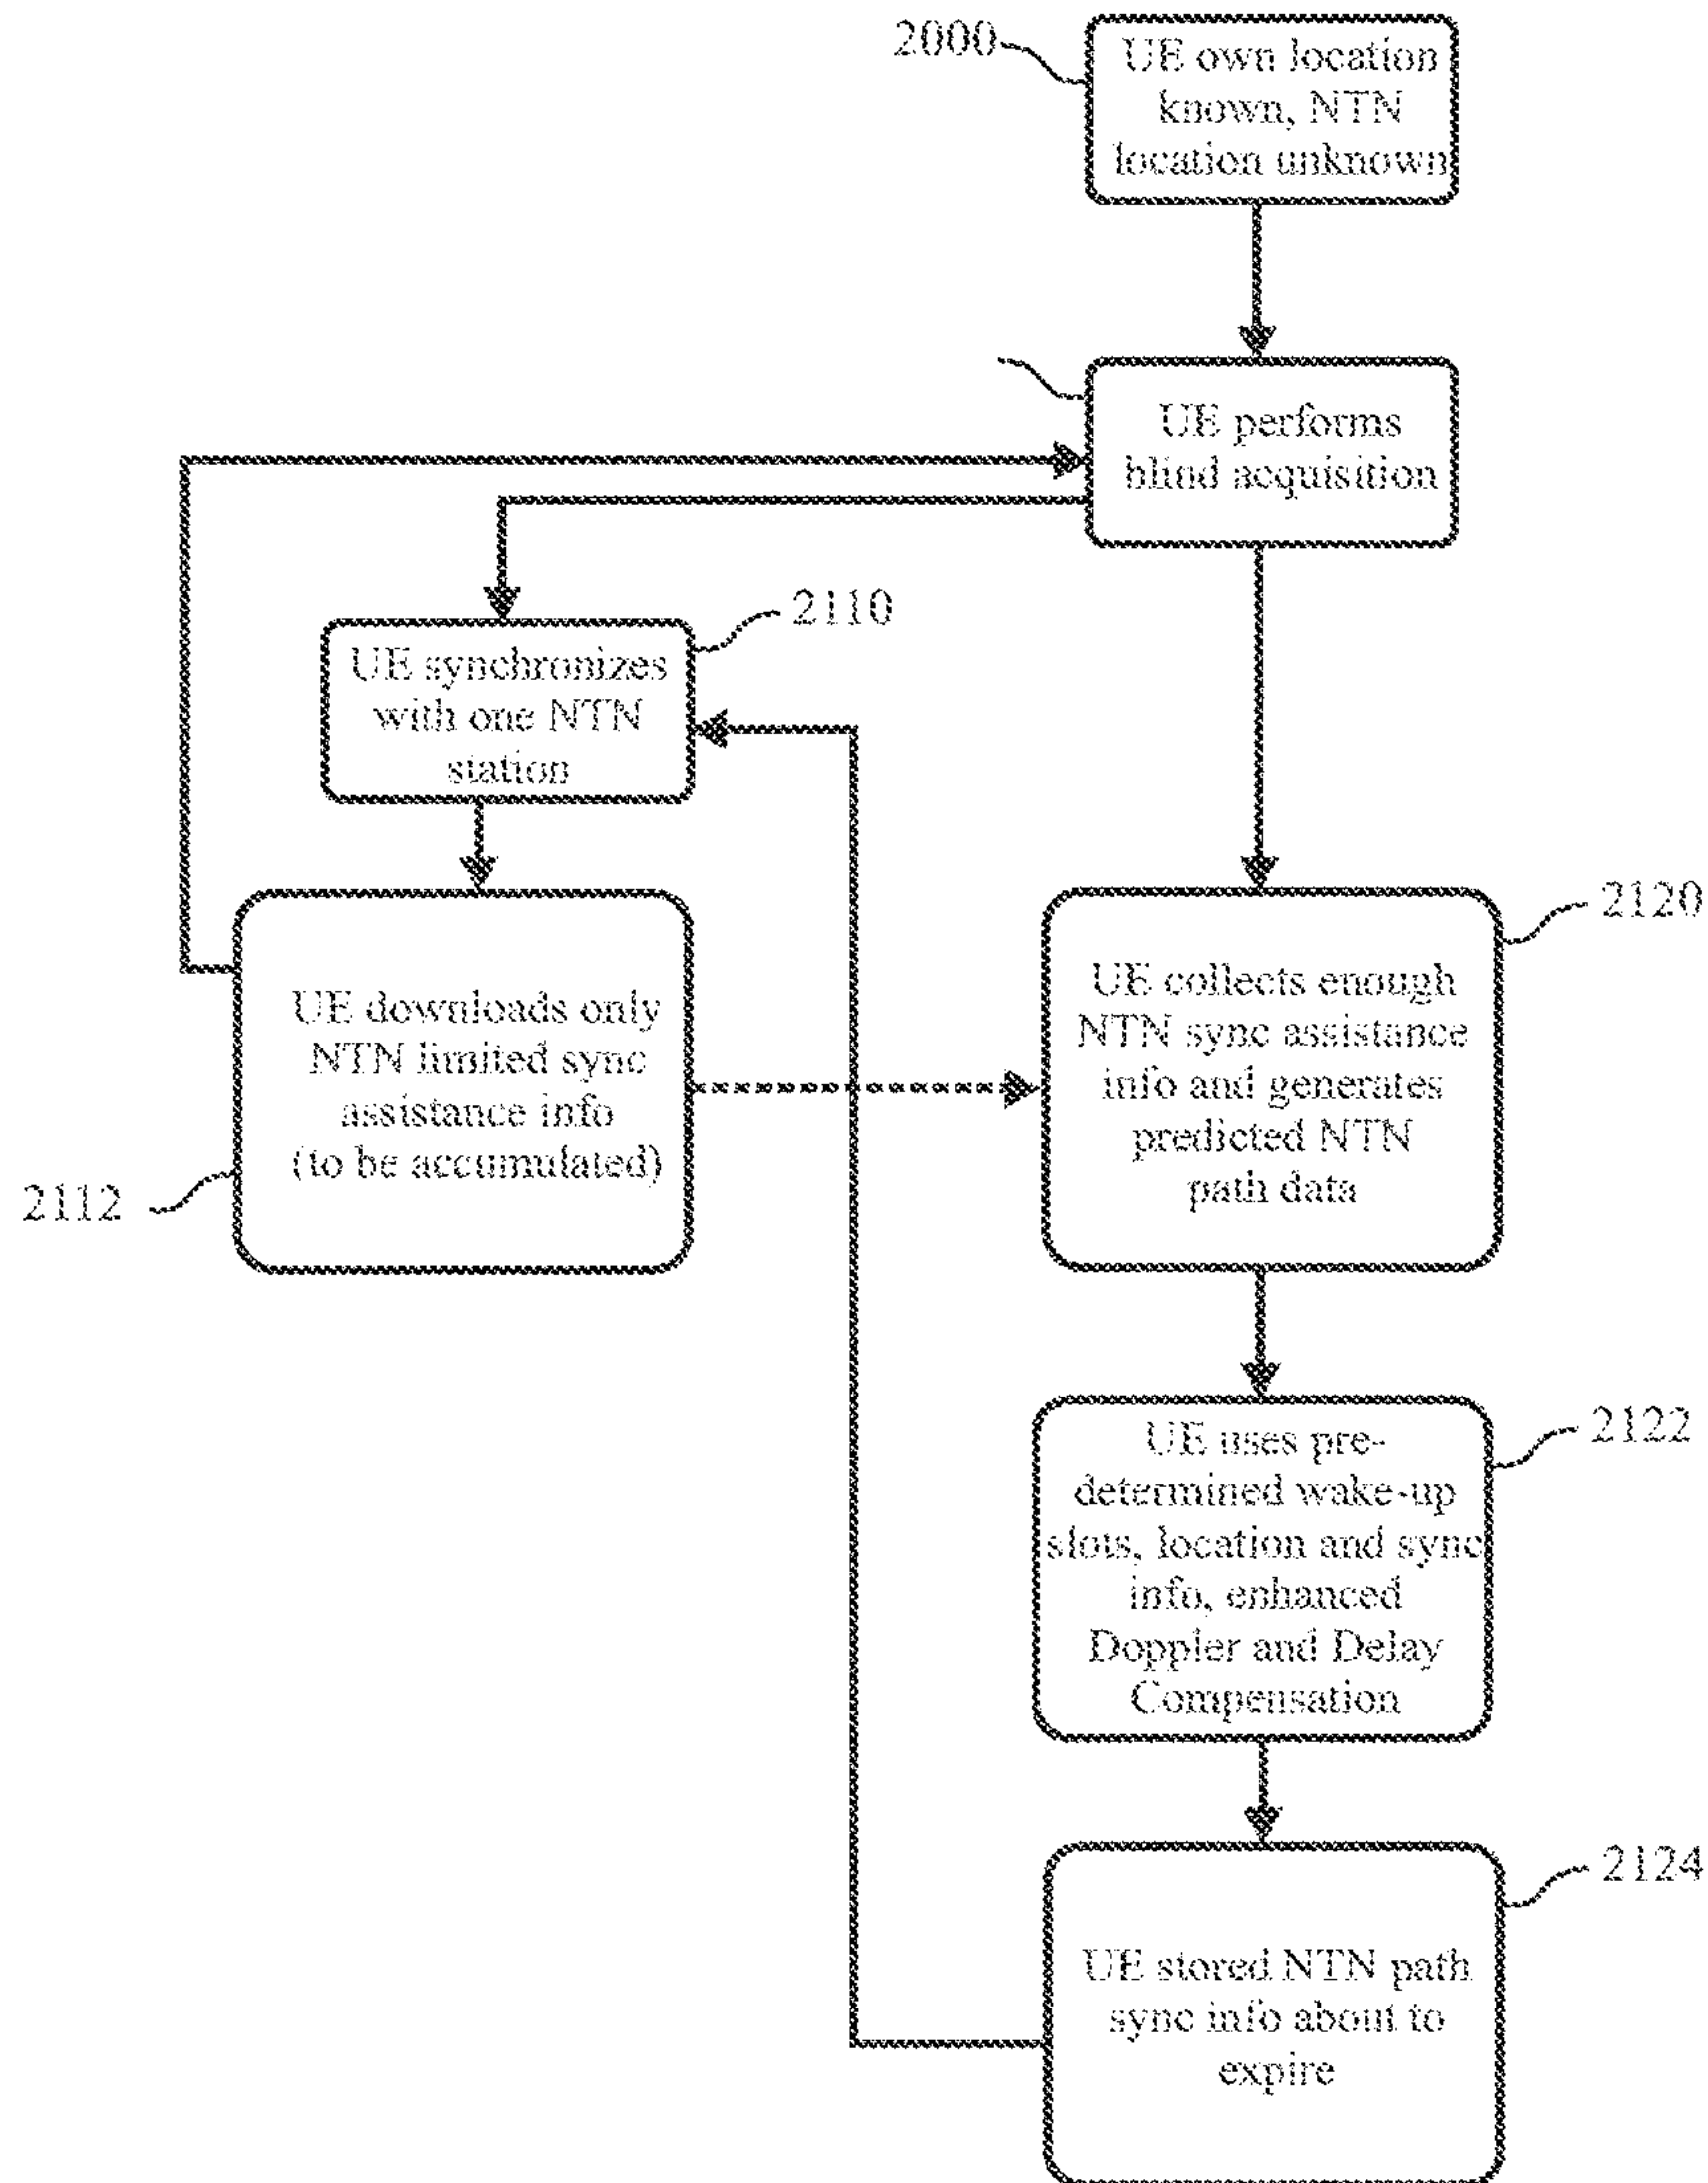 2000
UE own location
known, NTN
location unknown
UE performs
blind acquisition
2110
UE synchronizes
with one NTN
station
2120
UE downloads only
NTN limited sync
assistance info
(to be accumulated)
2112
UE collects enough
NTN sync assistance
info and generates
predicted NTN
path data
2122
UE uses pre-
determined wake-up
slots, location and sync
info, enhanced
Doppler and Delay
Compensation
2124
UE stored NTN path
sync info about to
expire